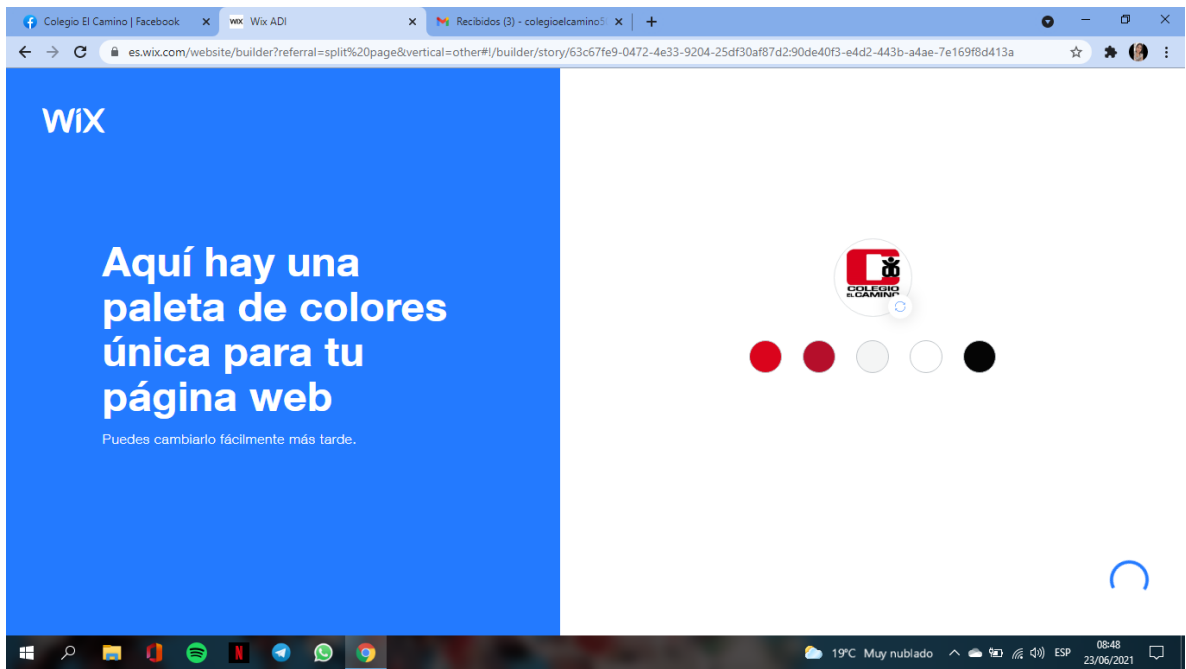 Colegio El Camino | Facebook
WIX Wix ADI
Recibidos (3) - colegioelcamino5
es.wix.com/website/builder?referral=split%20page&vertical=other#!/builder/story/63c67fe9-0472-4e33-9204-25df30af87d2:90de40f3-e4d2-443b-a4ae-7e169f8d413a
WiX
Aquí hay una
paleta de colores
única para tu
página web
Puedes cambiarlo fácilmente más tarde.
COLEGIO
EL CAMINO
N
19°C Muy nublado
ESP
08:48
23/06/2021